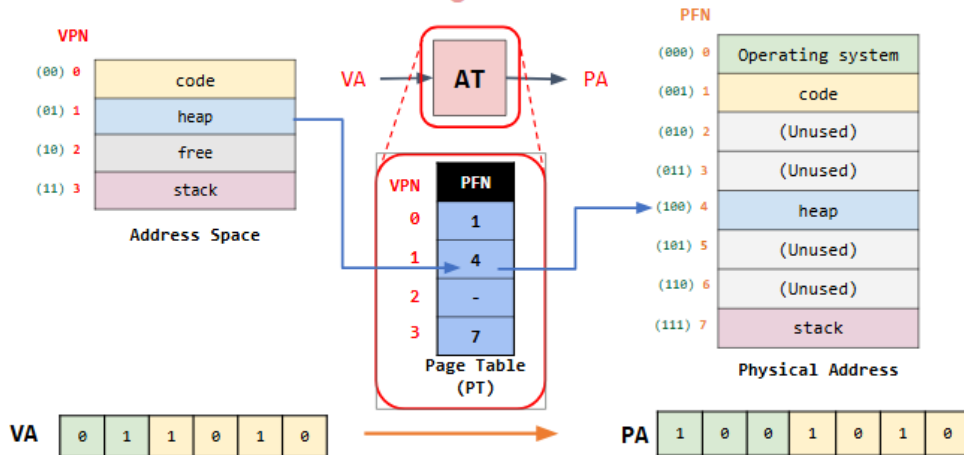 VPN
(00) 0
code
(01) 1
heap
(10) 2
free
(11) 3
stack
Address Space
VA
AT
PA
VPN
PFN
0
1
1
4
2
-
3
7
Page Table
(PT)
PFN
(000) 0
Operating system
(001) 1
code
(010) 2
(Unused)
(011) 3
(Unused)
(100) 4
heap
(101) 5
(Unused)
(110) 6
(Unused)
(111) 7
stack
Physical Address
VA
0 1 1 0 1 0
PA
1 0 0 1 0 1 0